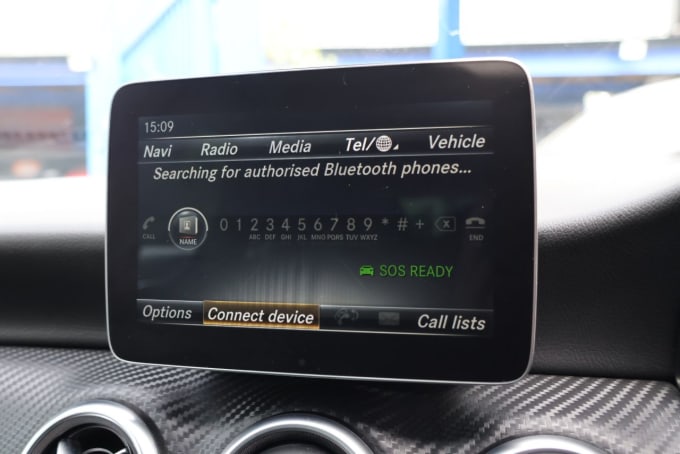 15:09
Navi Radio Media Tel/ Vehicle
Searching for authorised Bluetooth phones...
0 1 2 3 4 5 6 7 8 9 * # +
CALL NAME ABC DEF GHI JKL MNO PQRS TUV WXYZ END
SOS READY
Options Connect device Call lists